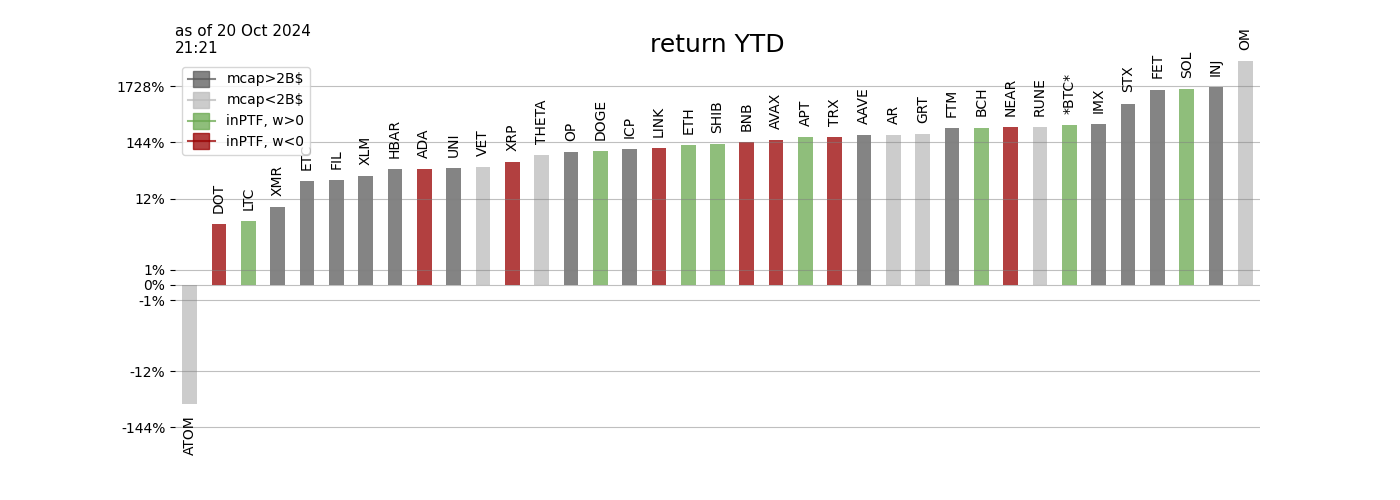 as of 20 Oct 2024
21:21
return YTD
mcap>2B$
mcap<2B$
inPTF, w>0
inPTF, w<0
1728%
144%
12%
1%
0%
-1%
-12%
-144%
ATOM
DOT
LTC
XMR
ETC
FIL
XLM
HBAR
ADA
UNI
VET
XRP
THETA
OP
DOGE
ICP
LINK
ETH
SHIB
BNB
AVAX
APT
TRX
AAVE
AR
GRT
FTM
BCH
NEAR
RUNE
*BTC*
IMX
STX
FET
SOL
INJ
OM